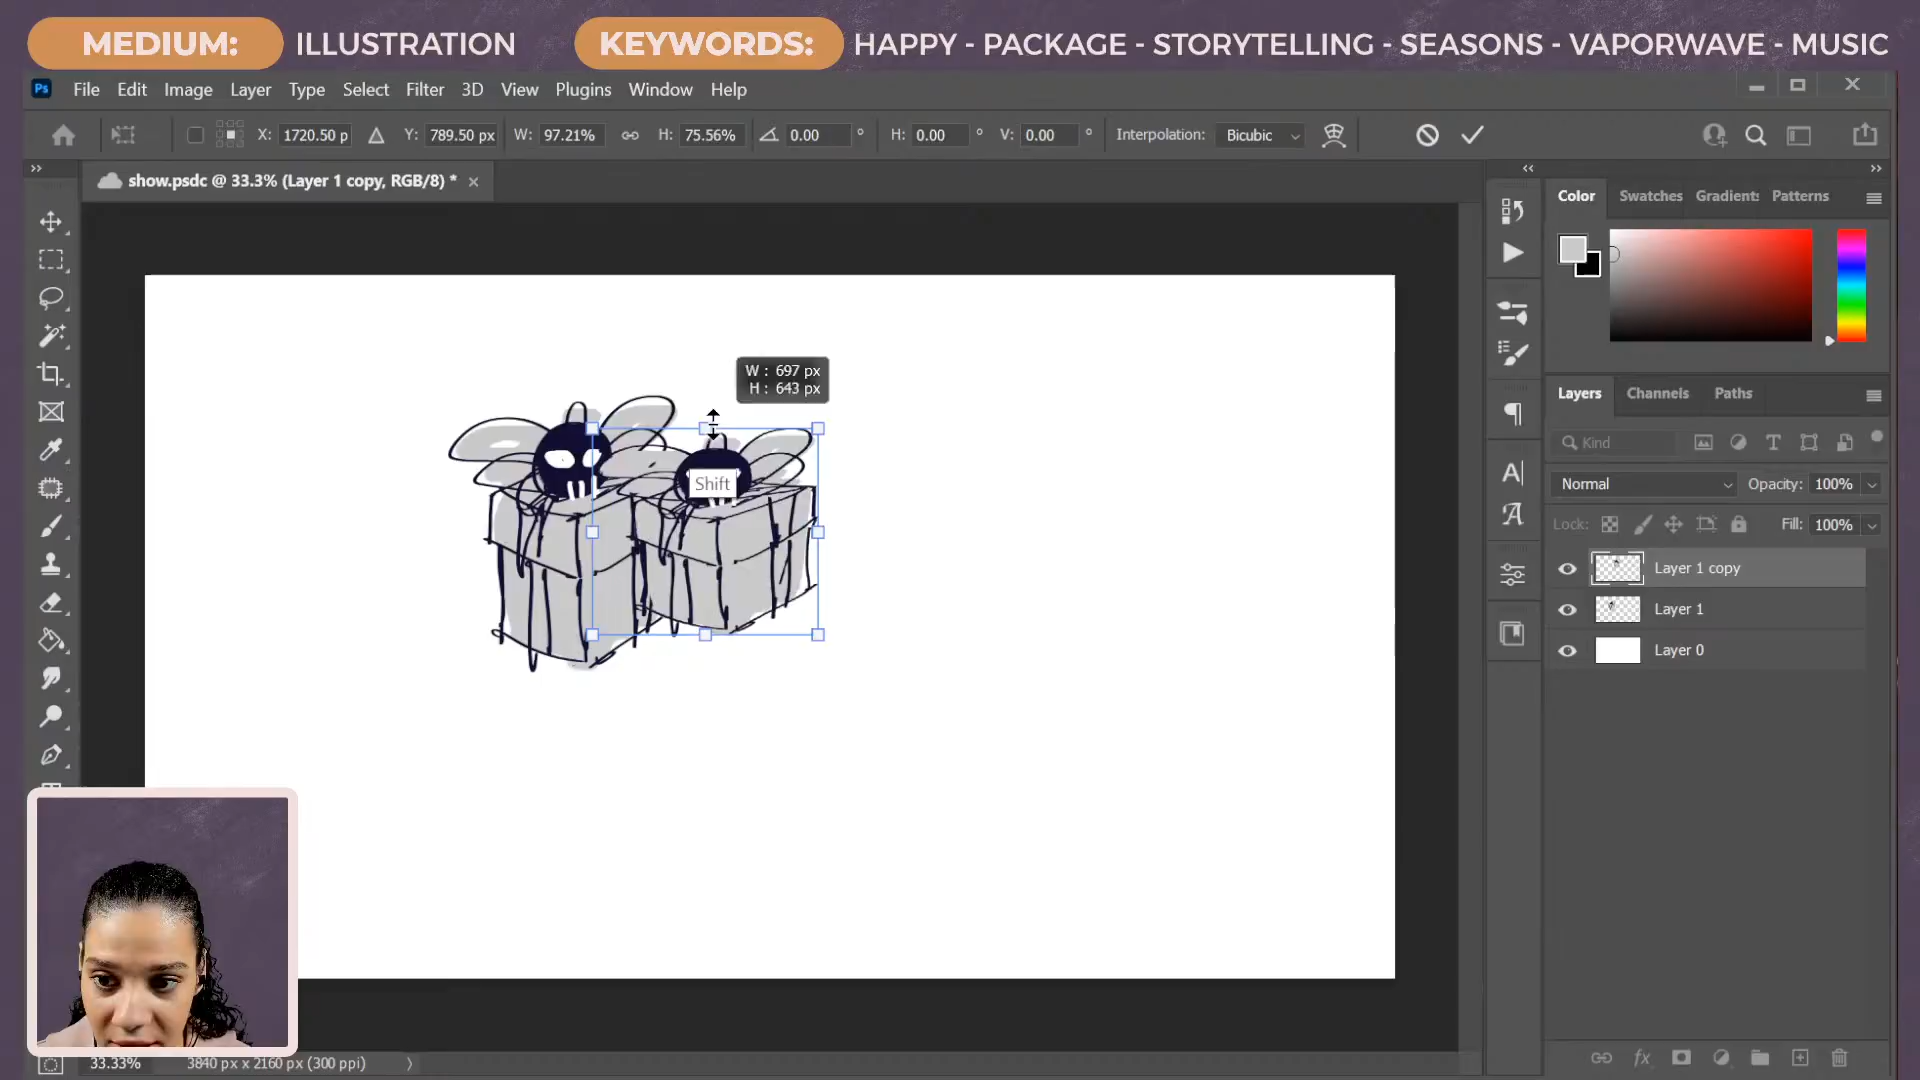 MEDIUM: ILLUSTRATION KEYWORDS: HAPPY - PACKAGE - STORYTELLING - SEASONS - VAPORWAVE - MUSIC
Ps File Edit Image Layer Type Select Filter 3D View Plugins Window Help
X: 1720.50 p Y: 789.50 px W: 97.21% H: 75.56% 0.00 ° H: 0.00 ° V: 0.00 ° Interpolation: Bicubic
show.psdc @ 33.3% (Layer 1 copy, RGB/8) *
Color Swatches Gradient: Patterns
W : 697 px
H : 643 px
Shift
Layers Channels Paths
Kind
Normal Opacity: 100%
Lock: Fill: 100%
Layer 1 copy
Layer 1
Layer 0
33.33% 3840 px x 2160 px (300 ppi)